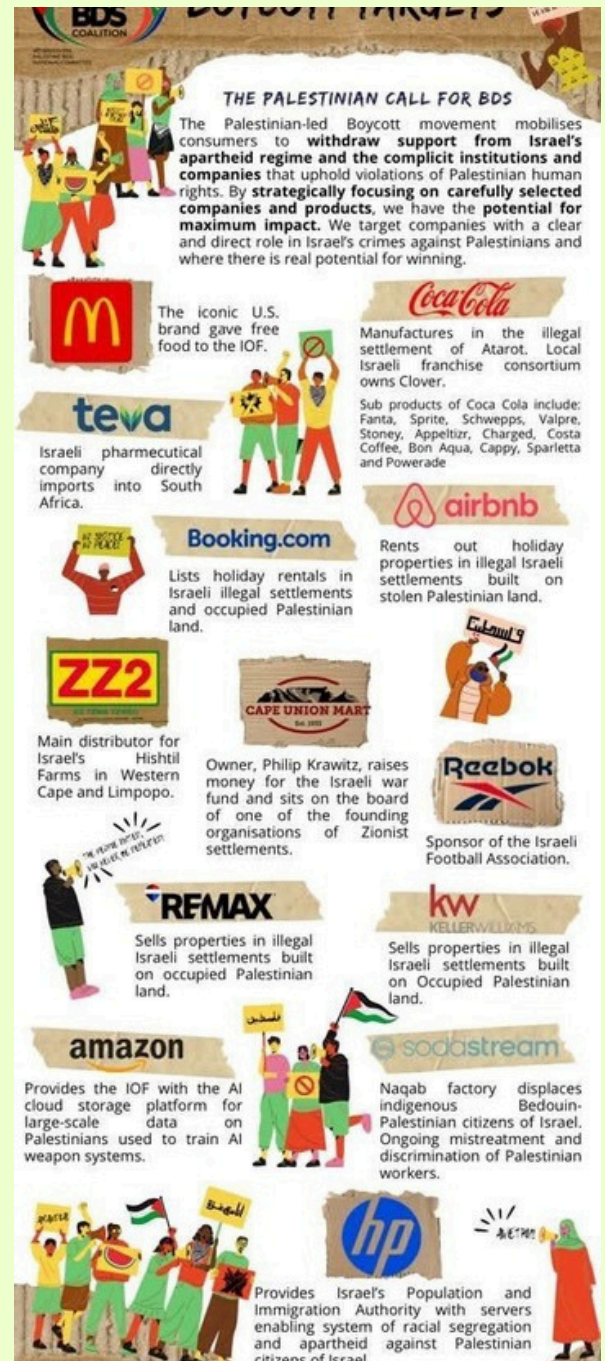 BDS
COALITION
BOYCOTT TARGETS
THE PALESTINIAN CALL FOR BDS
The Palestinian-led Boycott movement mobilises
consumers to withdraw support from Israel's
apartheid regime and the complicit institutions and
companies that uphold violations of Palestinian human
rights. By strategically focusing on carefully selected
companies and products, we have the potential for
maximum impact. We target companies with a clear
and direct role in Israel's crimes against Palestinians and
where there is real potential for winning.
The iconic U.S.
brand gave free
food to the IOF.
Coca-Cola
Manufactures in the illegal
settlement of Atarot. Local
Israeli franchise consortium
owns Clover.
Sub products of Coca Cola include:
Fanta, Sprite, Schwepps, Valpre,
Stoney, Appeltizr, Charged, Costa
Coffee, Bon Aqua, Cappy, Sparletta
and Powerade
teva
Israeli pharmecutical
company directly
imports into South
Africa.
airbnb
Rents out holiday
properties in illegal Israeli
settlements built on
stolen Palestinian land.
Booking.com
Lists holiday rentals in
Israeli illegal settlements
and occupied Palestinian
land.
فلسطين
ZZ2
Main distributor for
Israel's Hishtil
Farms in Western
Cape and Limpopo.
CAPE UNION MART
Est. 1933
Owner, Philip Krawitz, raises
money for the Israeli war
fund and sits on the board
of one of the founding
organisations of Zionist
settlements.
Reebok
Sponsor of the Israeli
Football Association.
RE/MAX
Sells properties in illegal
Israeli settlements built
on occupied Palestinian
land.
kw
KELLERWILLIAMS
Sells properties in illegal
Israeli settlements built
on Occupied Palestinian
land.
amazon
Provides the IOF with the AI
cloud storage platform for
large-scale data on
Palestinians used to train AI
weapon systems.
sodastream
Naqab factory displaces
indigenous Bedouin-
Palestinian citizens of Israel.
Ongoing mistreatment and
discrimination of Palestinian
workers.
hp
Provides Israel's Population and
Immigration Authority with servers
enabling system of racial segregation
and apartheid against Palestinian
citizens of Israel